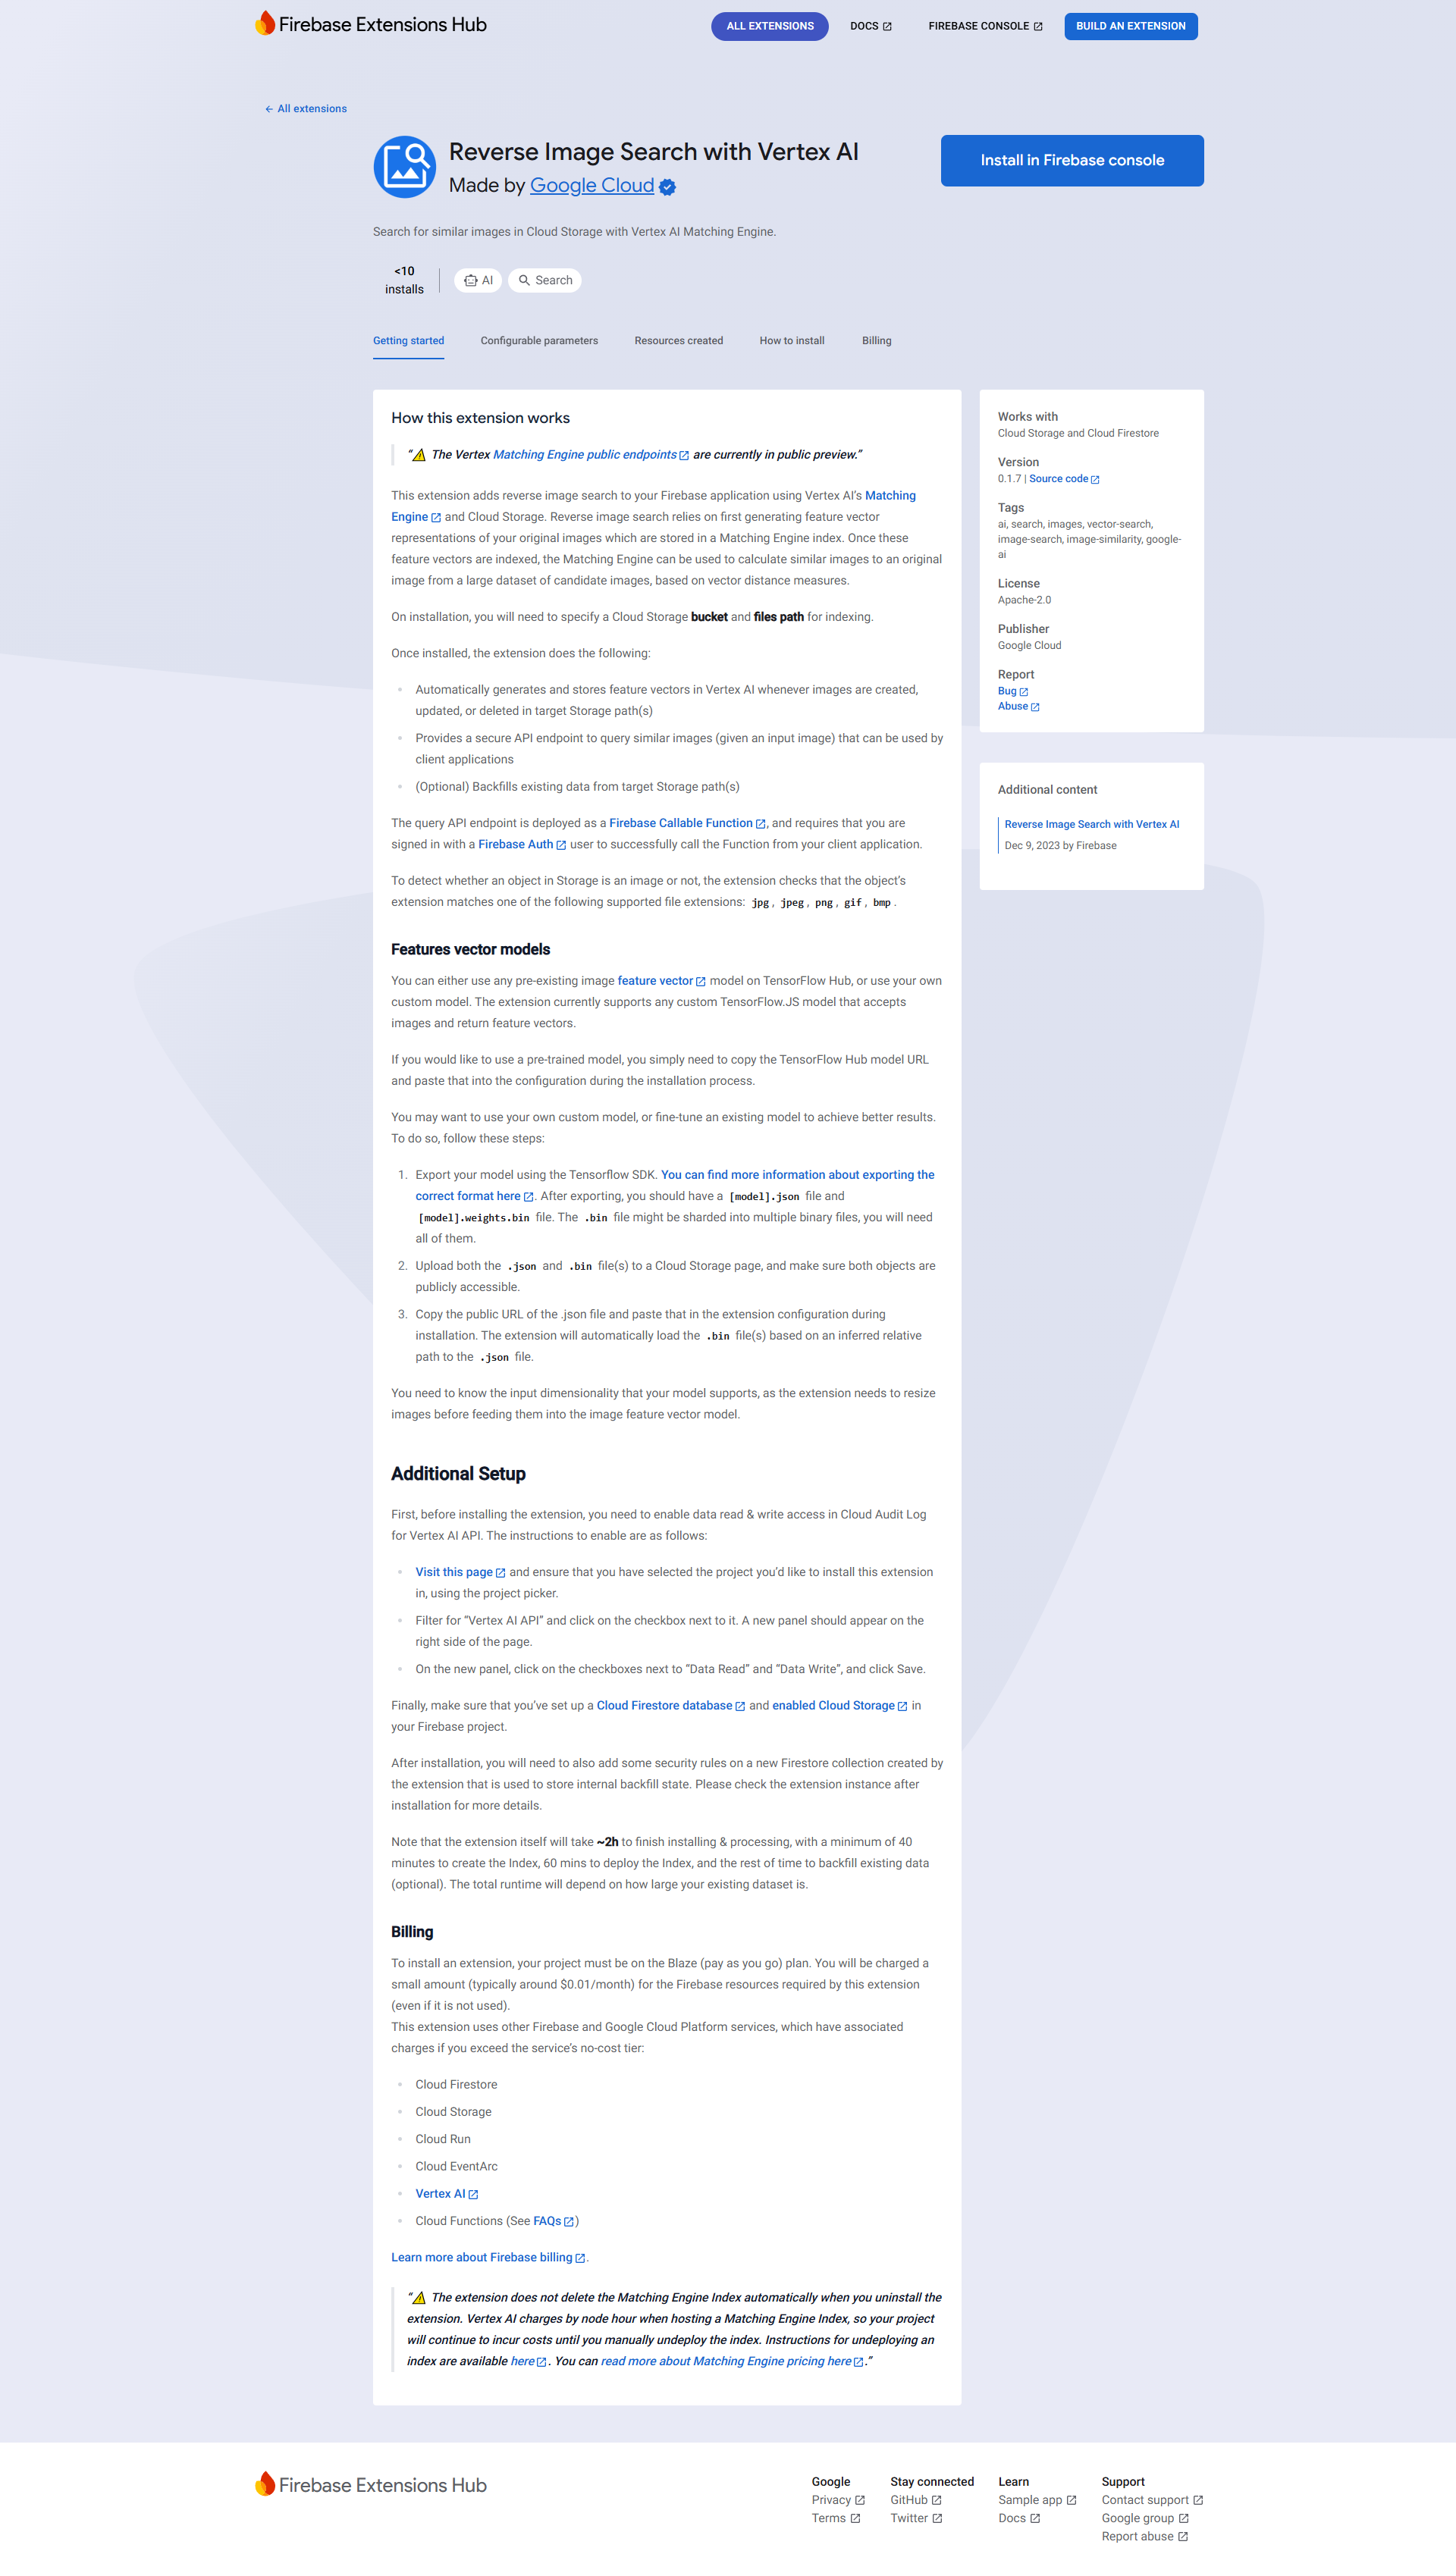 Firebase Extensions Hub
ALL EXTENSIONS
DOCS
FIREBASE CONSOLE
BUILD AN EXTENSION
← All extensions
Reverse Image Search with Vertex AI
Made by Google Cloud
Install in Firebase console
Search for similar images in Cloud Storage with Vertex AI Matching Engine.
<10
installs
AI
Search
Getting started
Configurable parameters
Resources created
How to install
Billing
How this extension works
“⚠ The Vertex Matching Engine public endpoints are currently in public preview.”
This extension adds reverse image search to your Firebase application using Vertex AI’s Matching
Engine and Cloud Storage. Reverse image search relies on first generating feature vector
representations of your original images which are stored in a Matching Engine index. Once these
feature vectors are indexed, the Matching Engine can be used to calculate similar images to an original
image from a large dataset of candidate images, based on vector distance measures.
On installation, you will need to specify a Cloud Storage bucket and files path for indexing.
Once installed, the extension does the following:
Automatically generates and stores feature vectors in Vertex AI whenever images are created,
updated, or deleted in target Storage path(s)
Provides a secure API endpoint to query similar images (given an input image) that can be used by
client applications
(Optional) Backfills existing data from target Storage path(s)
The query API endpoint is deployed as a Firebase Callable Function, and requires that you are
signed in with a Firebase Auth user to successfully call the Function from your client application.
To detect whether an object in Storage is an image or not, the extension checks that the object’s
extension matches one of the following supported file extensions: jpg, jpeg, png, gif, bmp.
Features vector models
You can either use any pre-existing image feature vector model on TensorFlow Hub, or use your own
custom model. The extension currently supports any custom TensorFlow.JS model that accepts
images and return feature vectors.
If you would like to use a pre-trained model, you simply need to copy the TensorFlow Hub model URL
and paste that into the configuration during the installation process.
You may want to use your own custom model, or fine-tune an existing model to achieve better results.
To do so, follow these steps:
1. Export your model using the Tensorflow SDK. You can find more information about exporting the
correct format here. After exporting, you should have a [model].json file and
[model].weights.bin file. The .bin file might be sharded into multiple binary files, you will need
all of them.
2. Upload both the .json and .bin file(s) to a Cloud Storage page, and make sure both objects are
publicly accessible.
3. Copy the public URL of the .json file and paste that in the extension configuration during
installation. The extension will automatically load the .bin file(s) based on an inferred relative
path to the .json file.
You need to know the input dimensionality that your model supports, as the extension needs to resize
images before feeding them into the image feature vector model.
Additional Setup
First, before installing the extension, you need to enable data read & write access in Cloud Audit Log
for Vertex AI API. The instructions to enable are as follows:
Visit this page and ensure that you have selected the project you’d like to install this extension
in, using the project picker.
Filter for “Vertex AI API” and click on the checkbox next to it. A new panel should appear on the
right side of the page.
On the new panel, click on the checkboxes next to “Data Read” and “Data Write”, and click Save.
Finally, make sure that you’ve set up a Cloud Firestore database and enabled Cloud Storage in
your Firebase project.
After installation, you will need to also add some security rules on a new Firestore collection created by
the extension that is used to store internal backfill state. Please check the extension instance after
installation for more details.
Note that the extension itself will take ~2h to finish installing & processing, with a minimum of 40
minutes to create the Index, 60 mins to deploy the Index, and the rest of time to backfill existing data
(optional). The total runtime will depend on how large your existing dataset is.
Billing
To install an extension, your project must be on the Blaze (pay as you go) plan. You will be charged a
small amount (typically around $0.01/month) for the Firebase resources required by this extension
(even if it is not used).
This extension uses other Firebase and Google Cloud Platform services, which have associated
charges if you exceed the service’s no-cost tier:
Cloud Firestore
Cloud Storage
Cloud Run
Cloud EventArc
Vertex AI
Cloud Functions (See FAQs)
Learn more about Firebase billing.
“⚠ The extension does not delete the Matching Engine Index automatically when you uninstall the
extension. Vertex AI charges by node hour when hosting a Matching Engine Index, so your project
will continue to incur costs until you manually undeploy the index. Instructions for undeploying an
index are available here. You can read more about Matching Engine pricing here.”
Works with
Cloud Storage and Cloud Firestore
Version
0.1.7 | Source code
Tags
ai, search, images, vector-search,
image-search, image-similarity, google-
ai
License
Apache-2.0
Publisher
Google Cloud
Report
Bug
Abuse
Additional content
Reverse Image Search with Vertex AI
Dec 9, 2023 by Firebase
Firebase Extensions Hub
Google
Privacy
Terms
Stay connected
GitHub
Twitter
Learn
Sample app
Docs
Support
Contact support
Google group
Report abuse